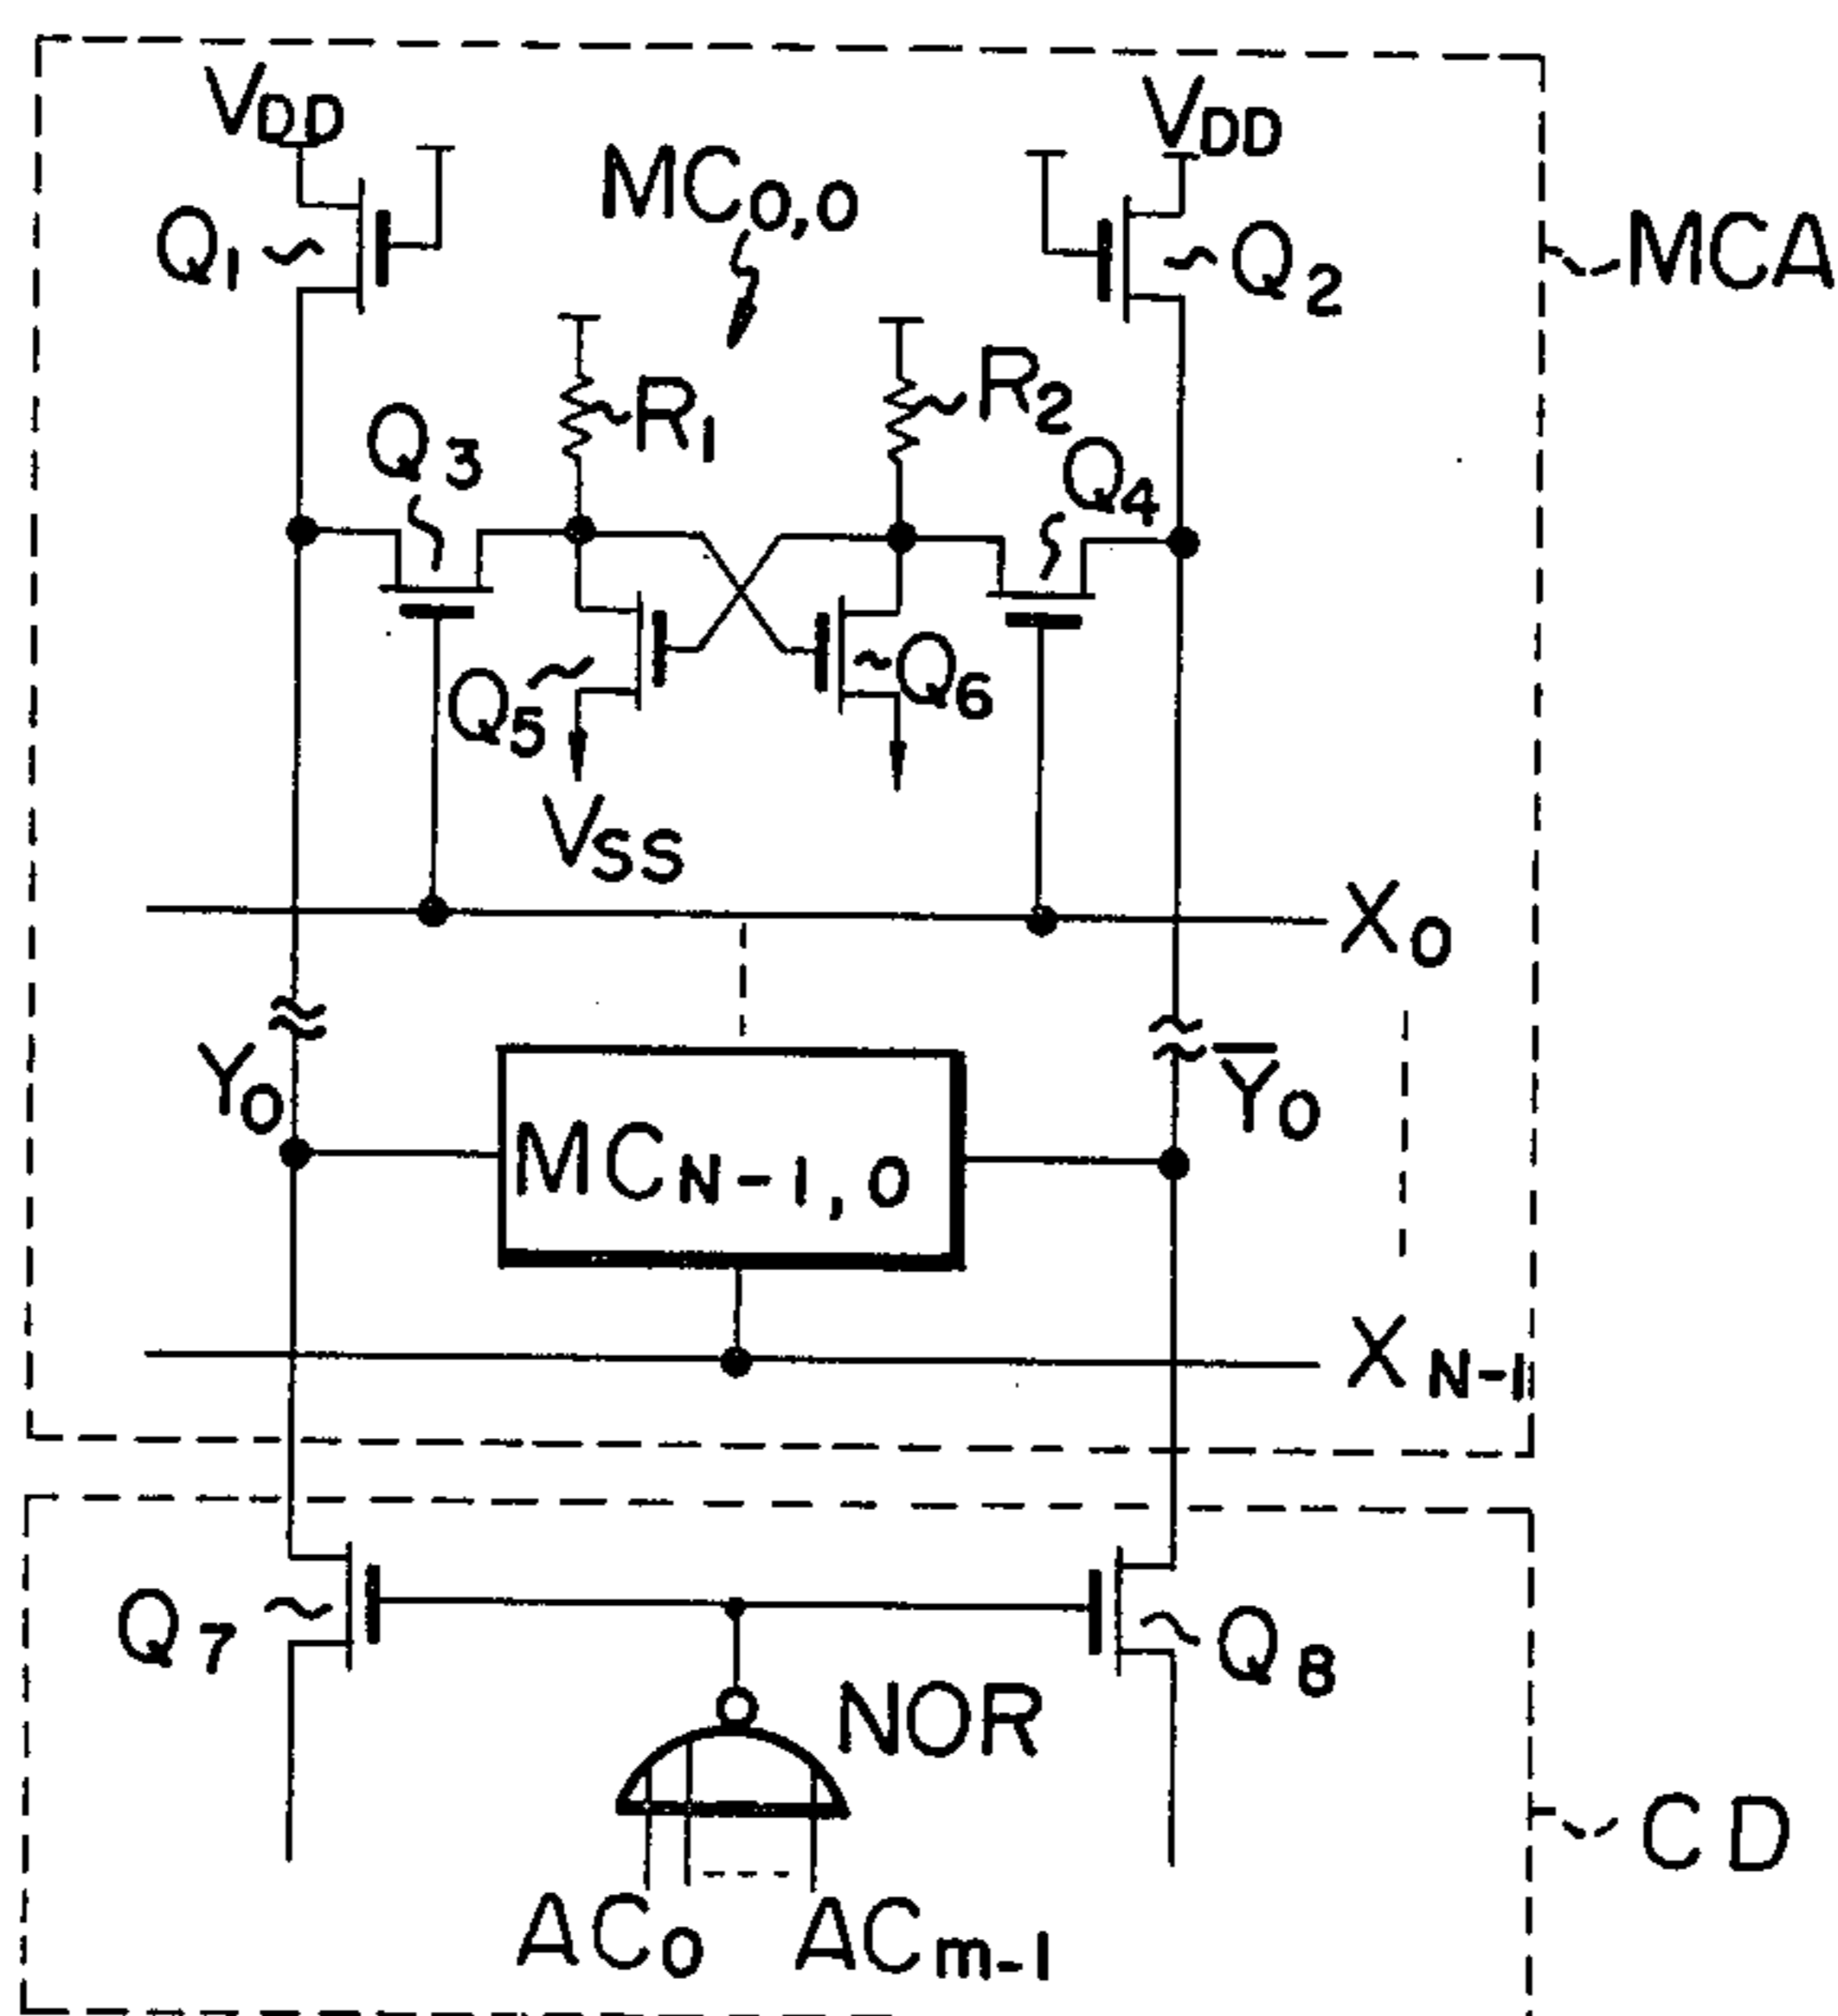 VDD
VDD
MC0,0
Q1
Q2
MCA
R1
R2
Q3
Q4
Q5
Q6
VSS
X0
Y0
Y̅0
MCN-1,0
XN-1
Q7
Q8
NOR
CD
AC0
ACm-1